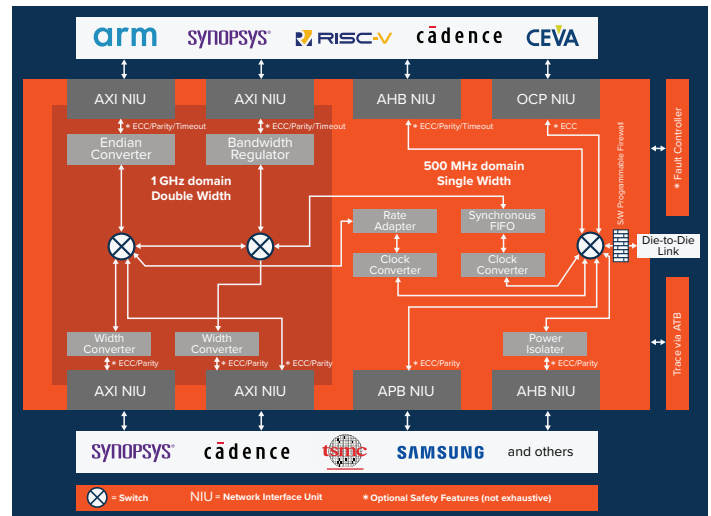 arm SYNOPSYS® RISC-V cādence CEVA
AXI NIU AXI NIU AHB NIU OCP NIU
* ECC/Parity/Timeout * ECC/Parity/Timeout * ECC/Parity/Timeout * ECC
Endian
Converter
Bandwidth
Regulator
1 GHz domain
Double Width
500 MHz domain
Single Width
S/W Programmable Firewall
* Fault Controller
Rate
Adapter
Synchronous
FIFO
Clock
Converter
Clock
Converter
Die-to-Die
Link
Trace via ATB
Width
Converter
Width
Converter
Power
Isolater
* ECC/Parity * ECC/Parity * ECC/Parity * ECC/Parity * ECC/Parity
AXI NIU AXI NIU APB NIU AHB NIU
SYNOPSYS® cādence tsmc SAMSUNG and others
= Switch NIU = Network Interface Unit * Optional Safety Features (not exhaustive)